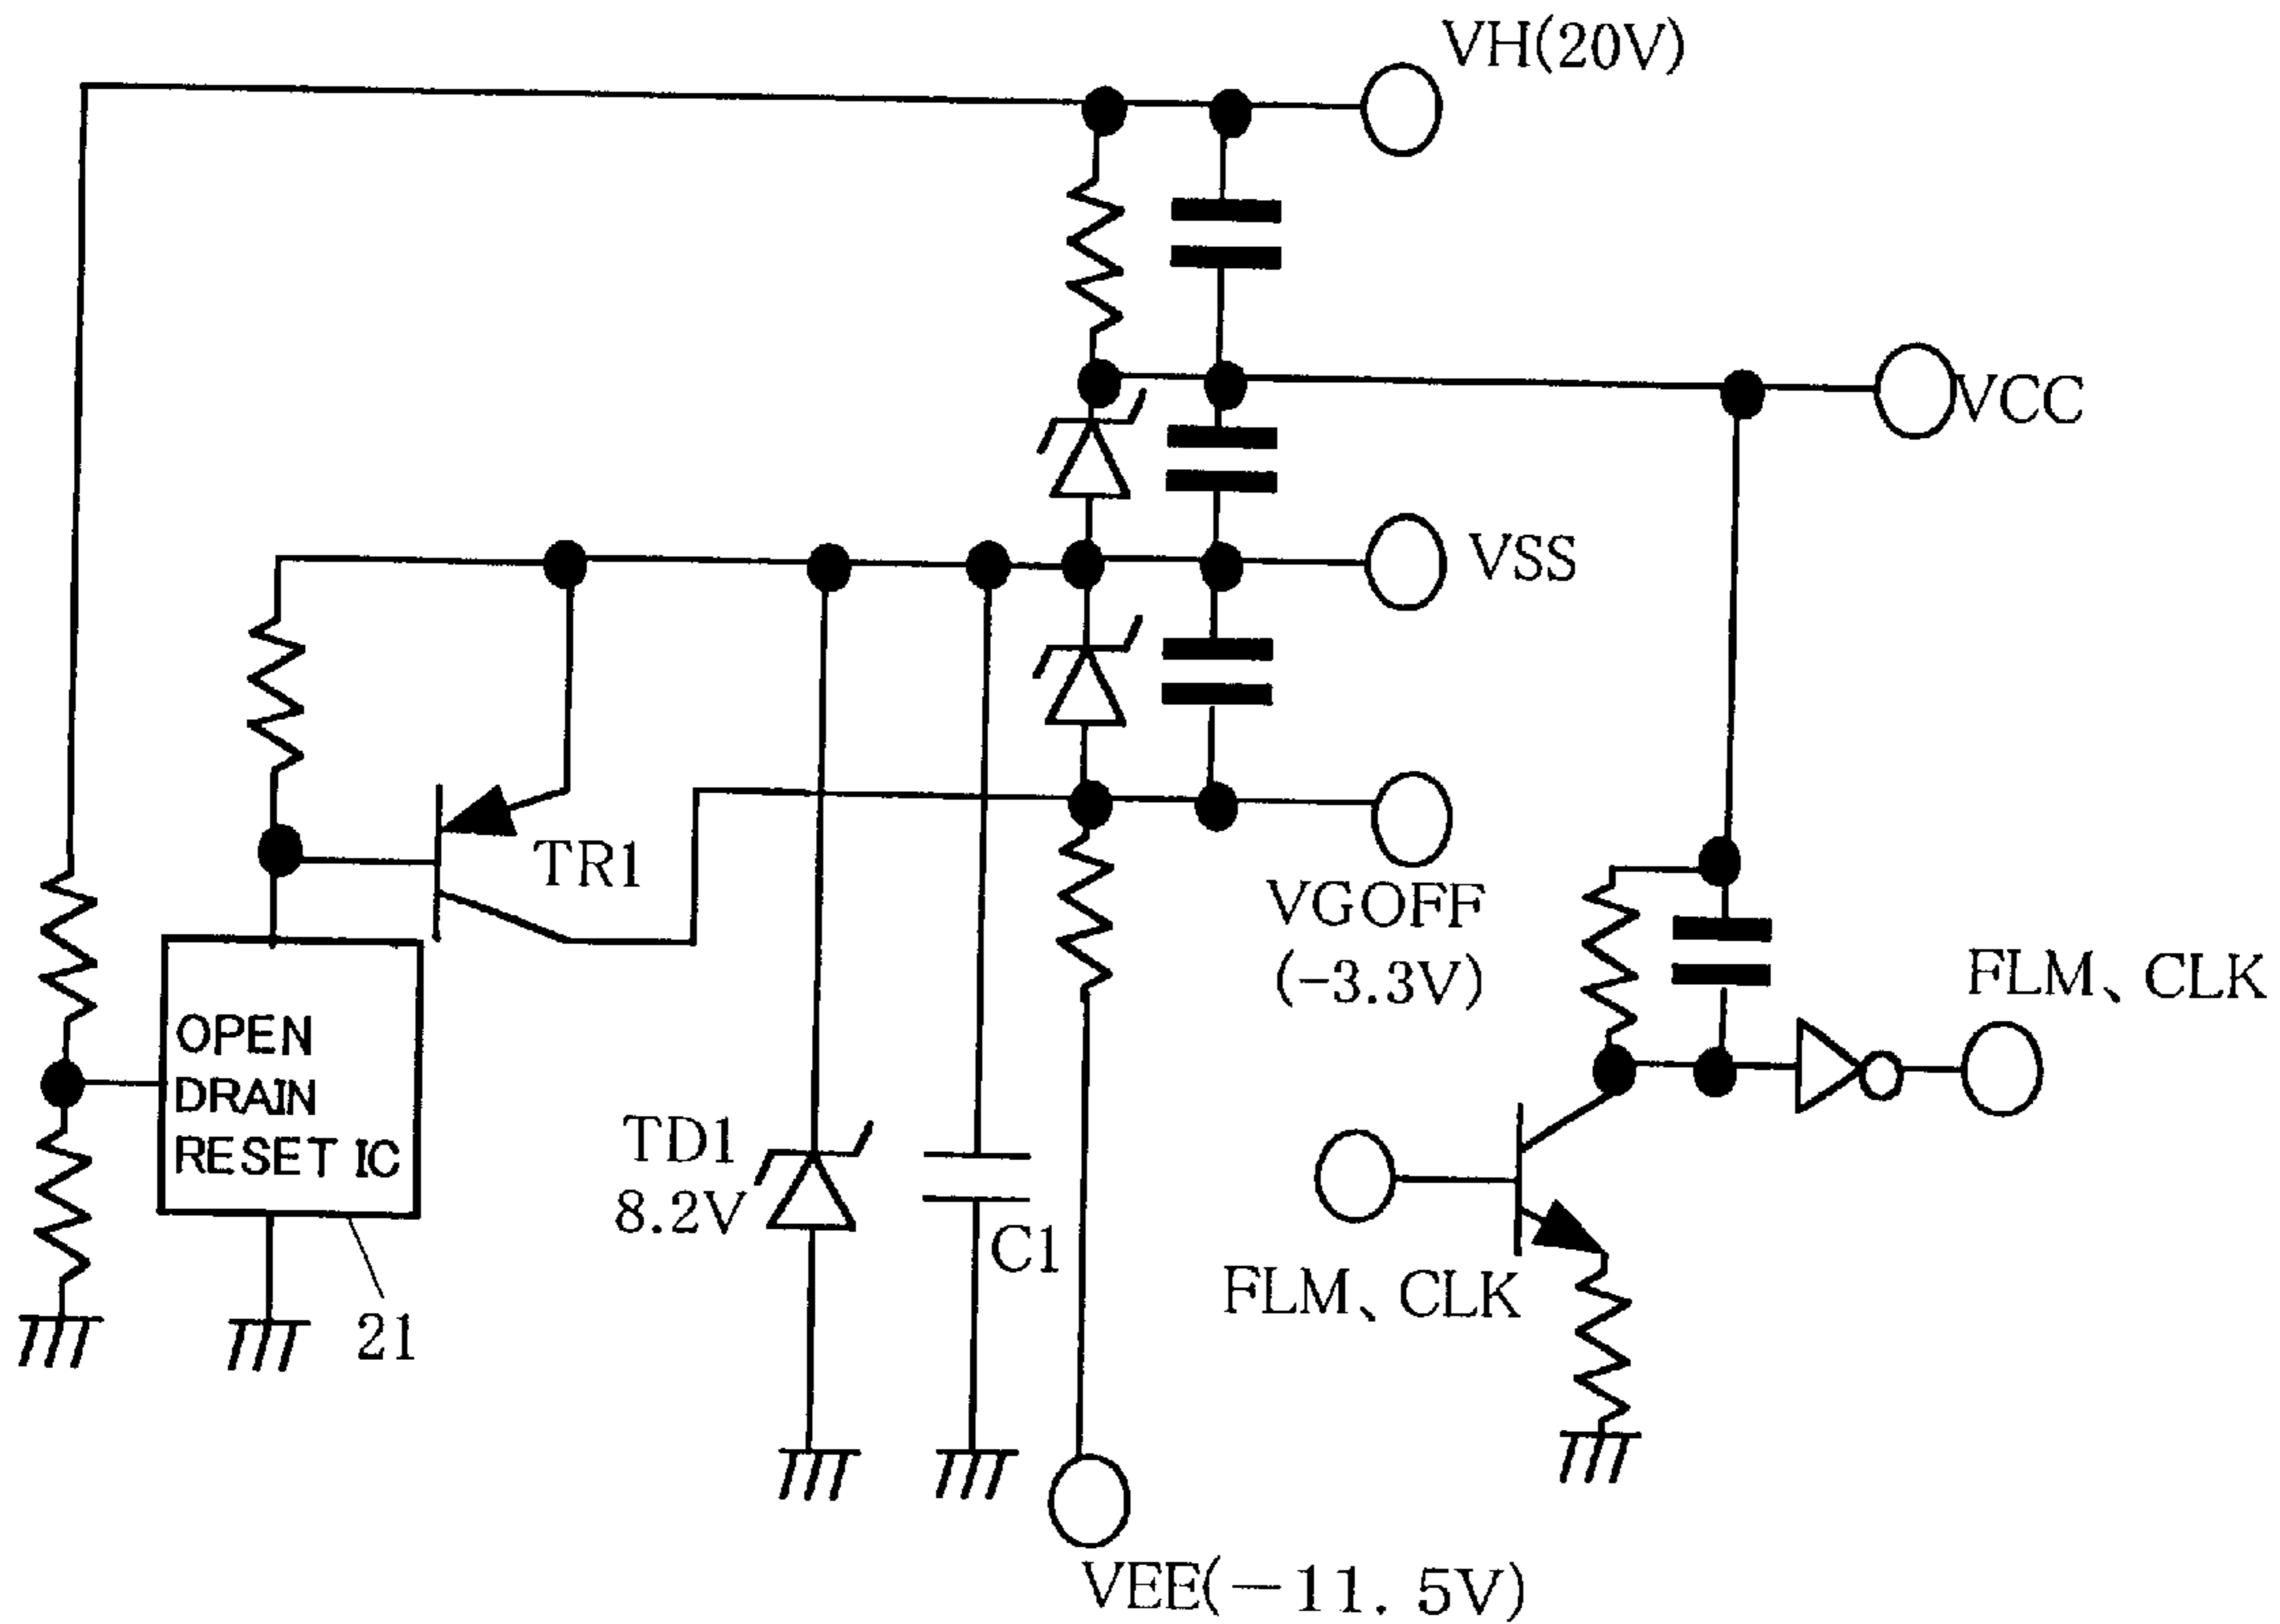 VH(20V)
VCC
VSS
TR1
VGOFF
(-3.3V)
FLM、CLK
OPEN
DRAIN
RESET IC
TD1
8.2V
C1
FLM、CLK
21
VEE(-11. 5V)